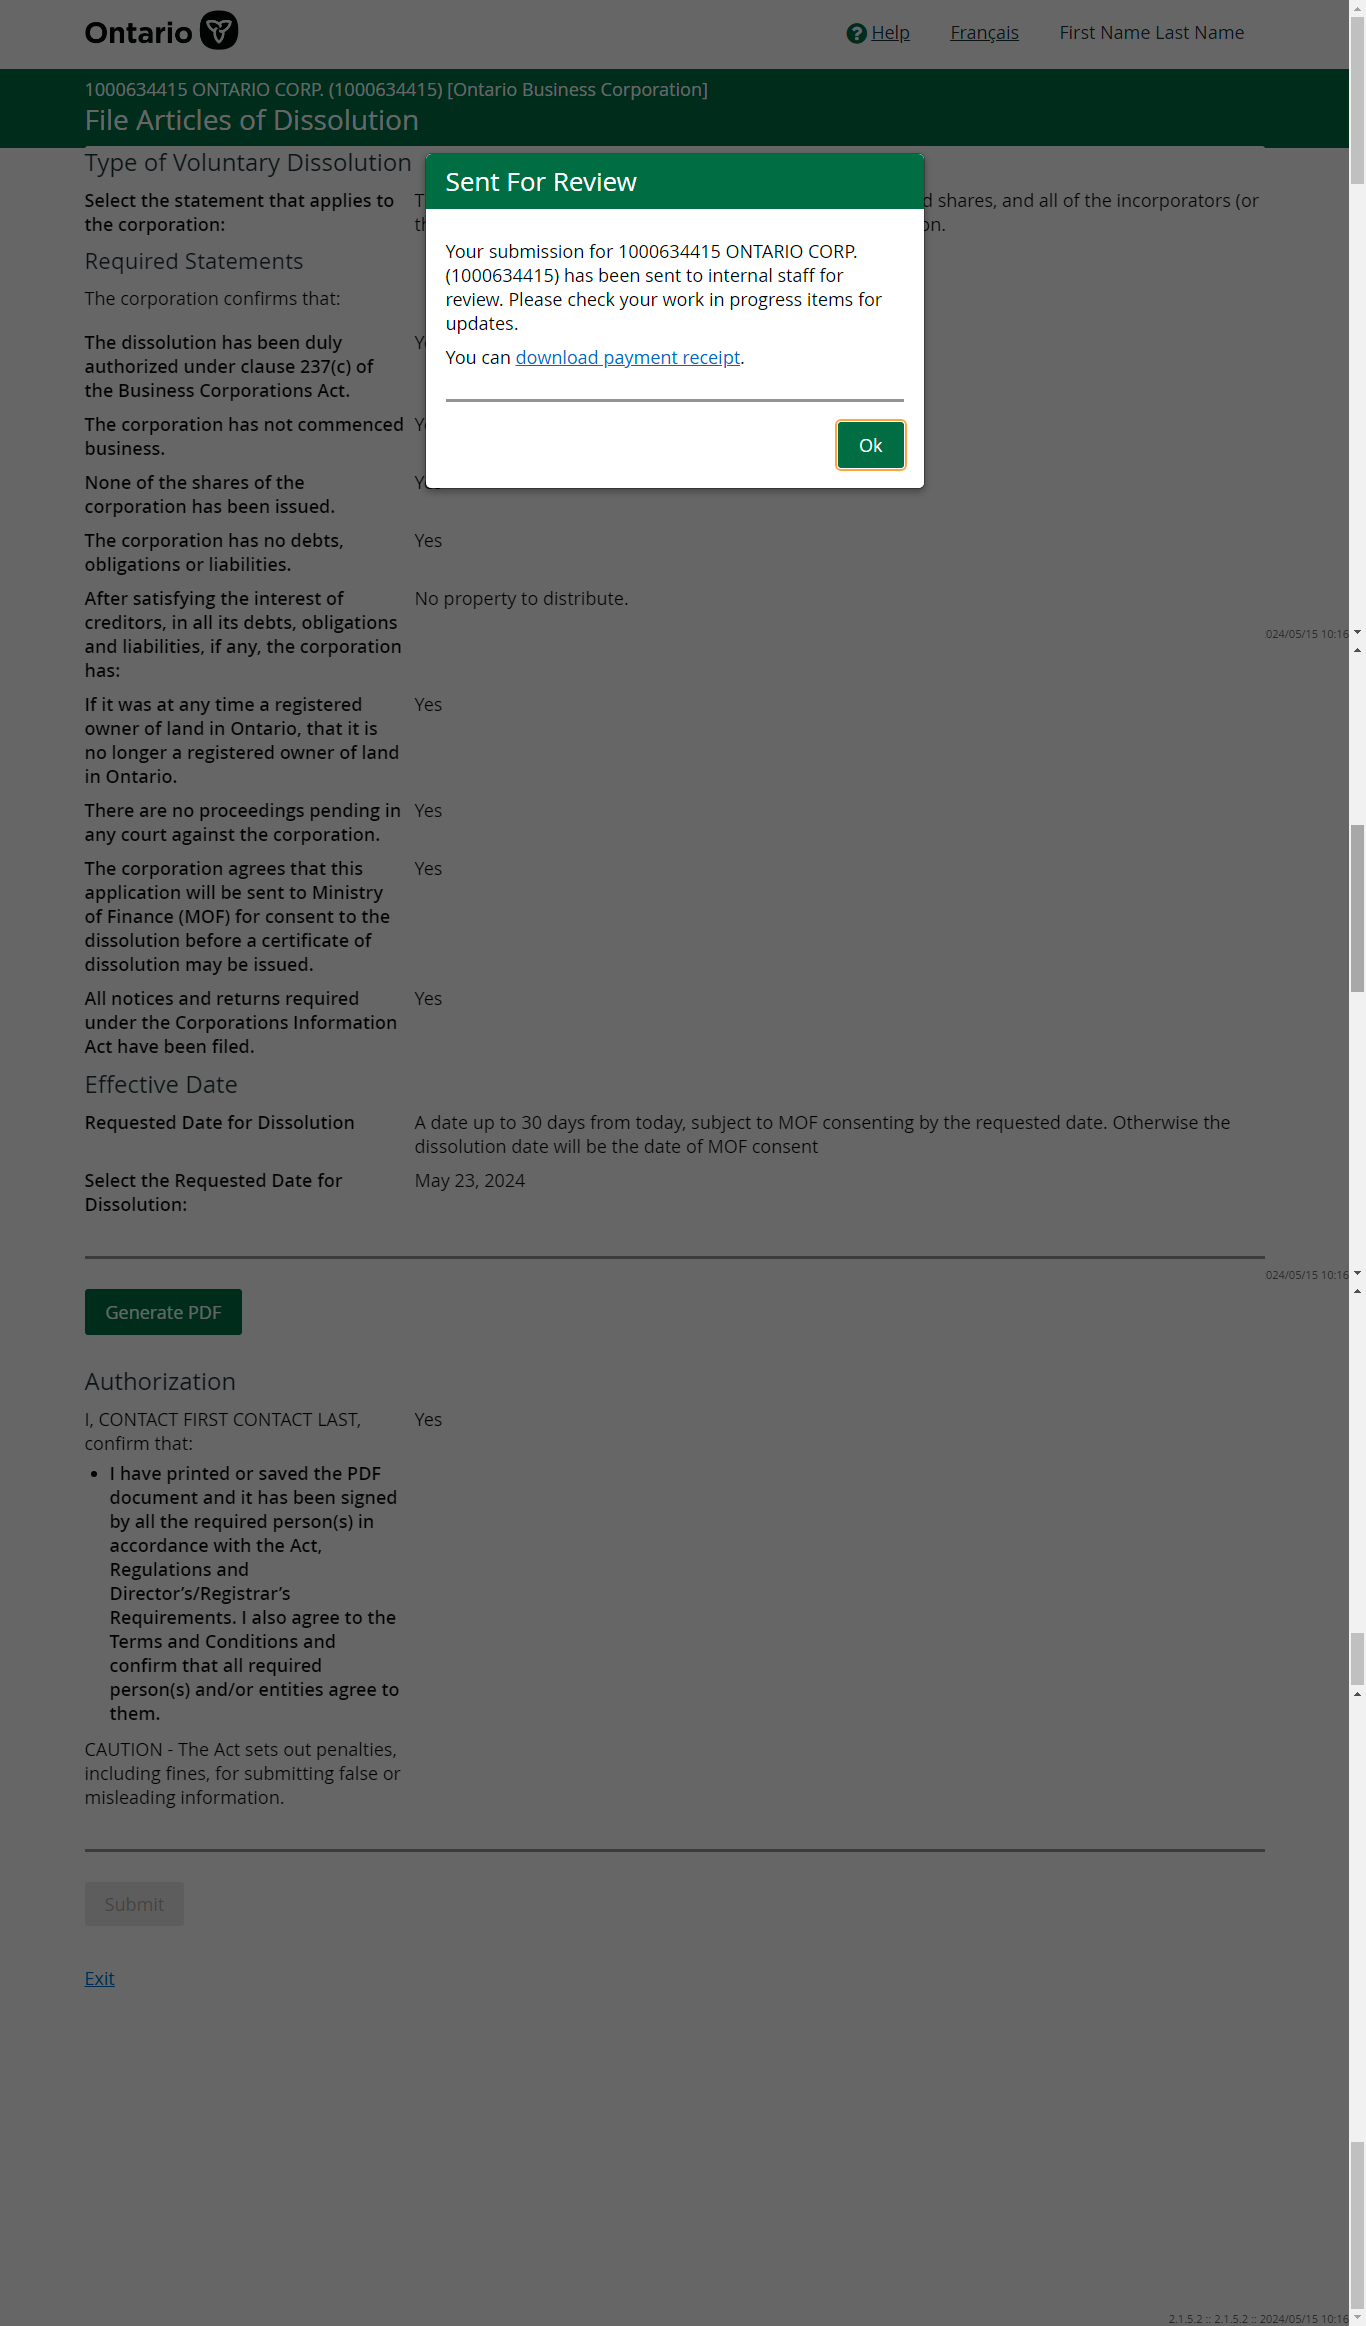 Ontario
Help Français First Name Last Name
1000634415 ONTARIO CORP. (1000634415) [Ontario Business Corporation]
File Articles of Dissolution
Type of Voluntary Dissolution
Select the statement that applies to
the corporation:
shares, and all of the incorporators (or
Sent For Review
Your submission for 1000634415 ONTARIO CORP.
(1000634415) has been sent to internal staff for
review. Please check your work in progress items for
updates.
You can download payment receipt.
Ok
Required Statements
The corporation confirms that:
The dissolution has been duly
authorized under clause 237(c) of
the Business Corporations Act.
The corporation has not commenced
business.
None of the shares of the
corporation has been issued.
The corporation has no debts,
obligations or liabilities.
Yes
After satisfying the interest of
creditors, in all its debts, obligations
and liabilities, if any, the corporation
has:
No property to distribute.
024/05/15 10:16
If it was at any time a registered
owner of land in Ontario, that it is
no longer a registered owner of land
in Ontario.
Yes
There are no proceedings pending in
any court against the corporation.
Yes
The corporation agrees that this
application will be sent to Ministry
of Finance (MOF) for consent to the
dissolution before a certificate of
dissolution may be issued.
Yes
All notices and returns required
under the Corporations Information
Act have been filed.
Yes
Effective Date
Requested Date for Dissolution
A date up to 30 days from today, subject to MOF consenting by the requested date. Otherwise the
dissolution date will be the date of MOF consent
Select the Requested Date for
Dissolution:
May 23, 2024
024/05/15 10:16
Generate PDF
Authorization
I, CONTACT FIRST CONTACT LAST,
confirm that:
Yes
• I have printed or saved the PDF
document and it has been signed
by all the required person(s) in
accordance with the Act,
Regulations and
Director’s/Registrar’s
Requirements. I also agree to the
Terms and Conditions and
confirm that all required
person(s) and/or entities agree to
them.
CAUTION - The Act sets out penalties,
including fines, for submitting false or
misleading information.
Submit
Exit
2.1.5.2 :: 2.1.5.2 :: 2024/05/15 10:16